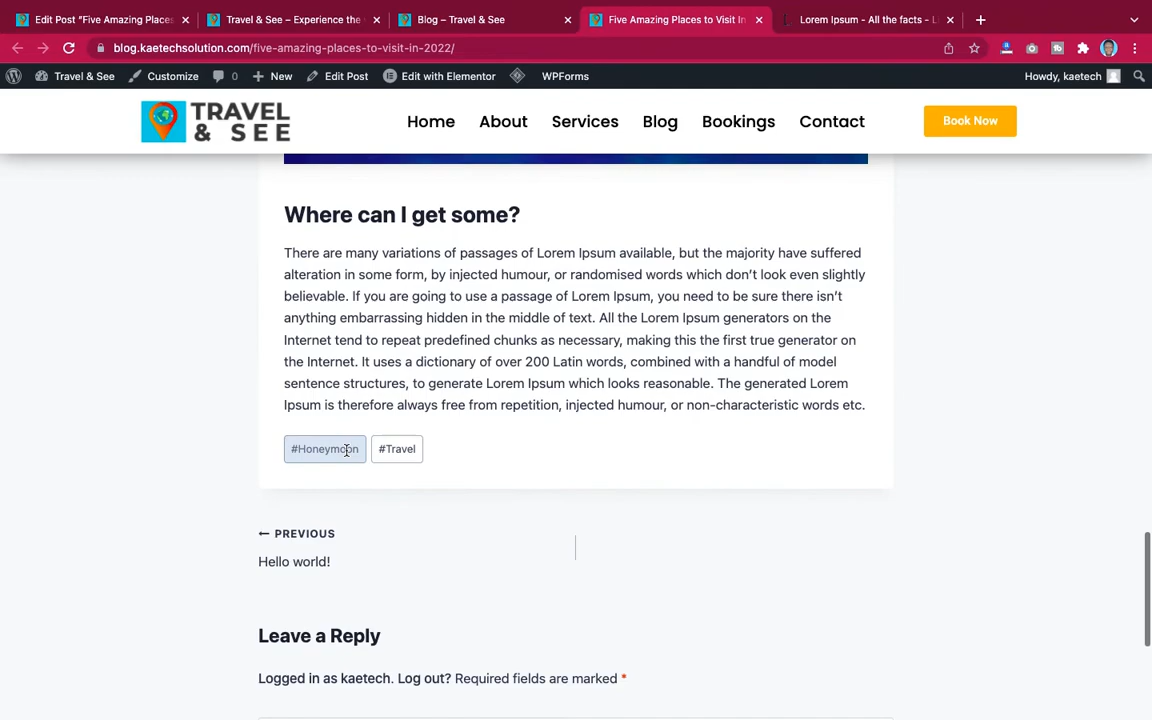 Five Amazing Places
Travel & See – Experience the
Blog – Travel & See
Five Amazing Places to Visit In
Lorem Ipsum - All the facts - L
blog.kaetechsolution.com/five-amazing-places-to-visit-in-2022/
Travel & See
Customize
0
New
Edit Post
Edit with Elementor
WPForms
Howdy, kaetech
TRAVEL
& SEE
Home
About
Services
Blog
Bookings
Contact
Book Now
Where can I get some?
There are many variations of passages of Lorem Ipsum available, but the majority have suffered
alteration in some form, by injected humour, or randomised words which don’t look even slightly
believable. If you are going to use a passage of Lorem Ipsum, you need to be sure there isn’t
anything embarrassing hidden in the middle of text. All the Lorem Ipsum generators on the
Internet tend to repeat predefined chunks as necessary, making this the first true generator on
the Internet. It uses a dictionary of over 200 Latin words, combined with a handful of model
sentence structures, to generate Lorem Ipsum which looks reasonable. The generated Lorem
Ipsum is therefore always free from repetition, injected humour, or non-characteristic words etc.
#Honeymoon
#Travel
← PREVIOUS
Hello world!
Leave a Reply
Logged in as kaetech. Log out? Required fields are marked *